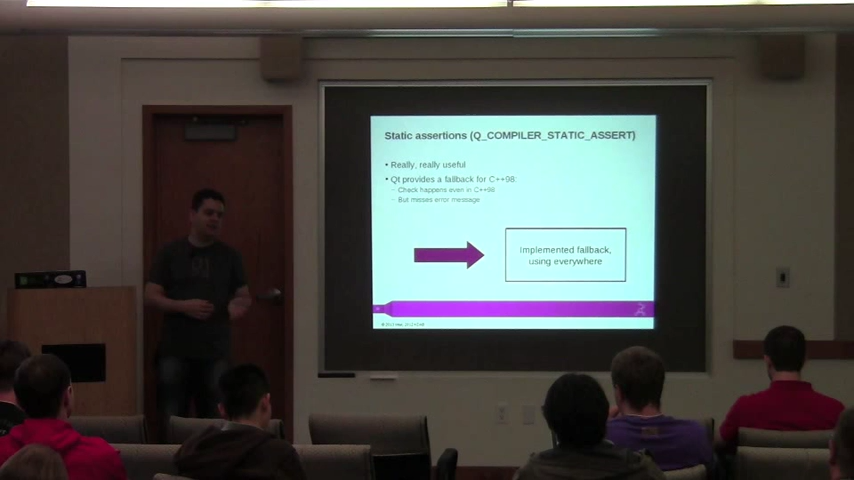 Static assertions (Q_COMPILER_STATIC_ASSERT)
• Really, really useful
• Qt provides a fallback for C++98:
– Check happens even in C++98
– But misses error message
Implemented fallback,
using everywhere